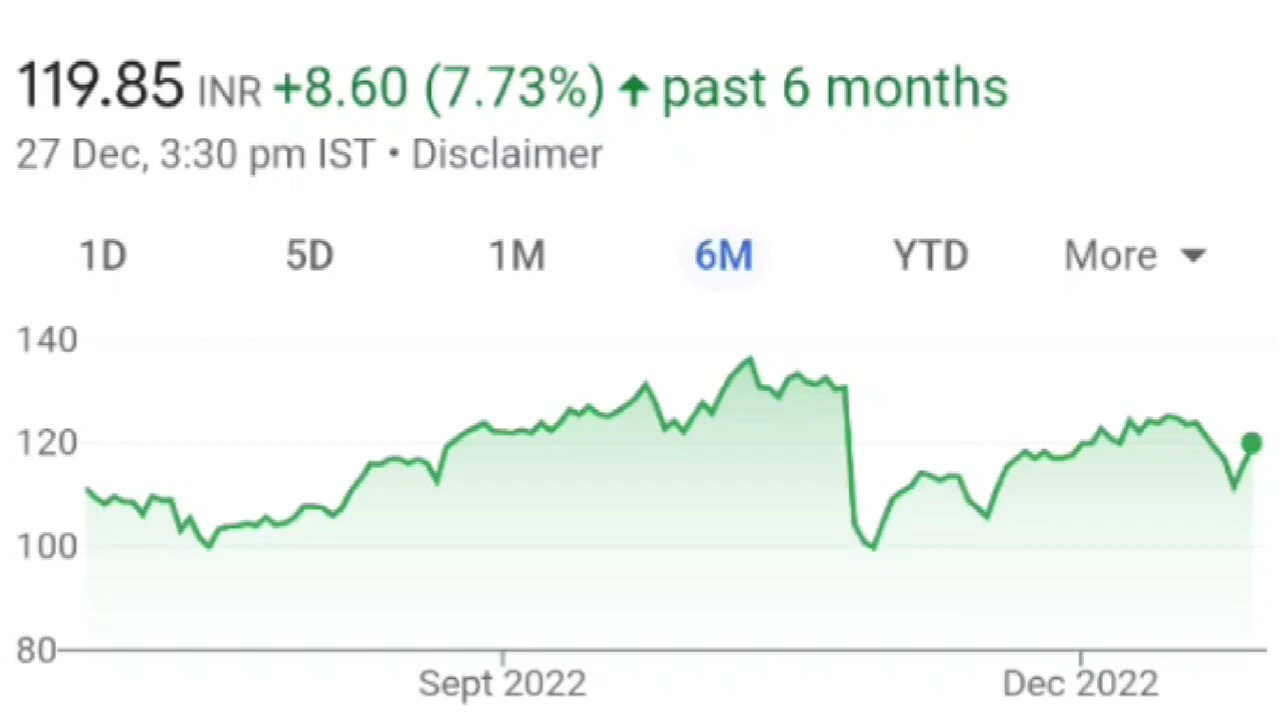 119.85 INR +8.60 (7.73%) ↑ past 6 months
27 Dec, 3:30 pm IST • Disclaimer
1D 5D 1M 6M YTD More
140
120
100
80
Sept 2022 Dec 2022